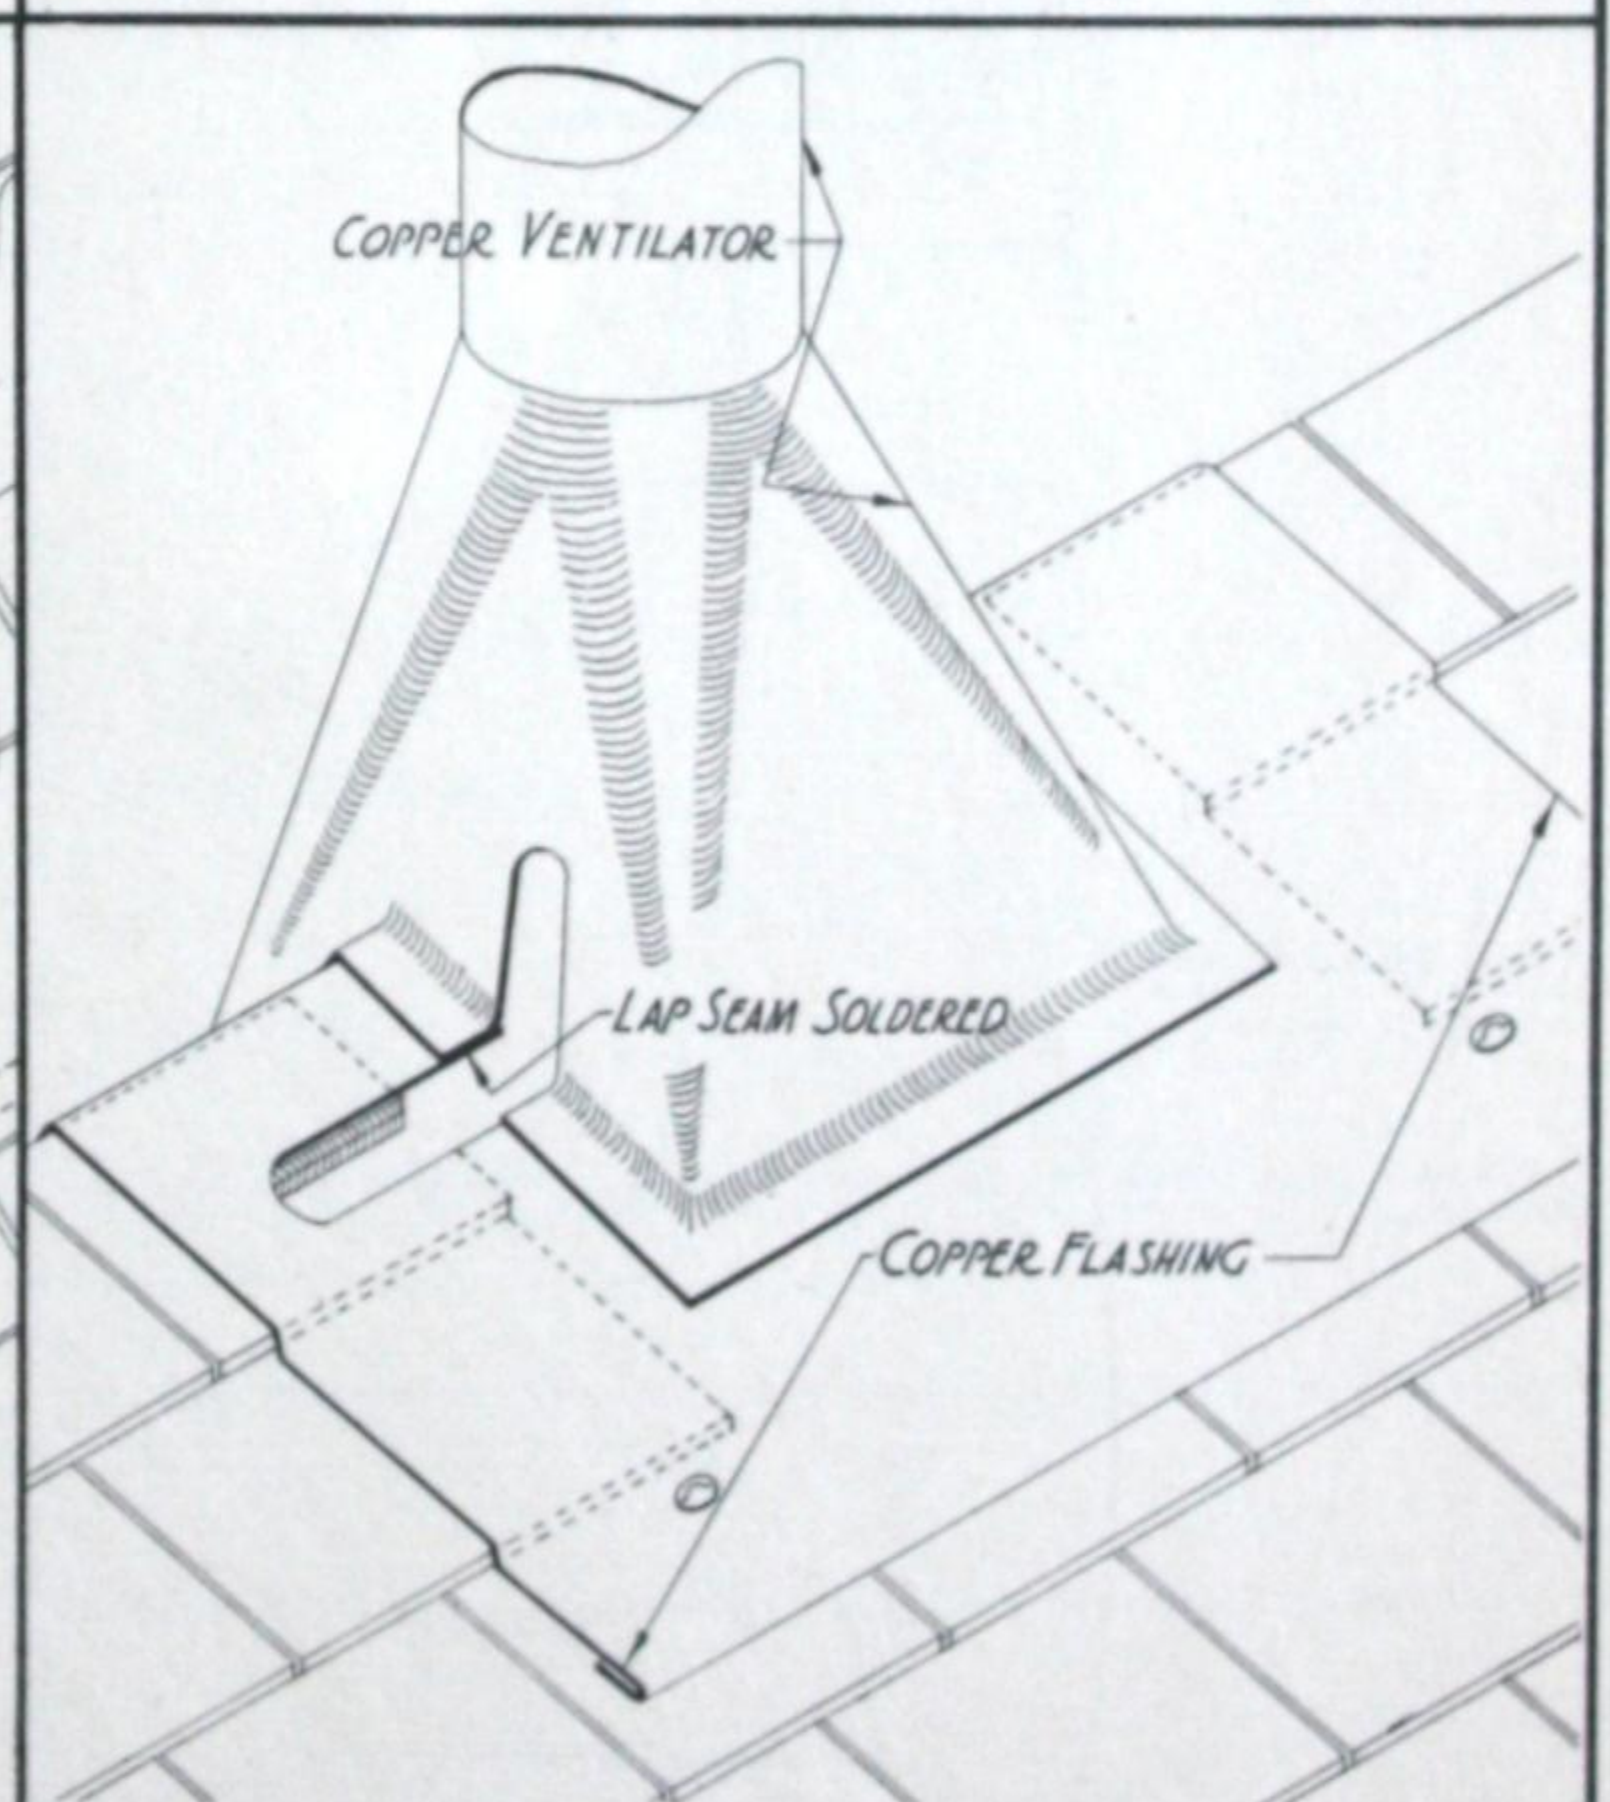 COPPER VENTILATOR
LAP SEAM SOLDERED
COPPER FLASHING
D
D